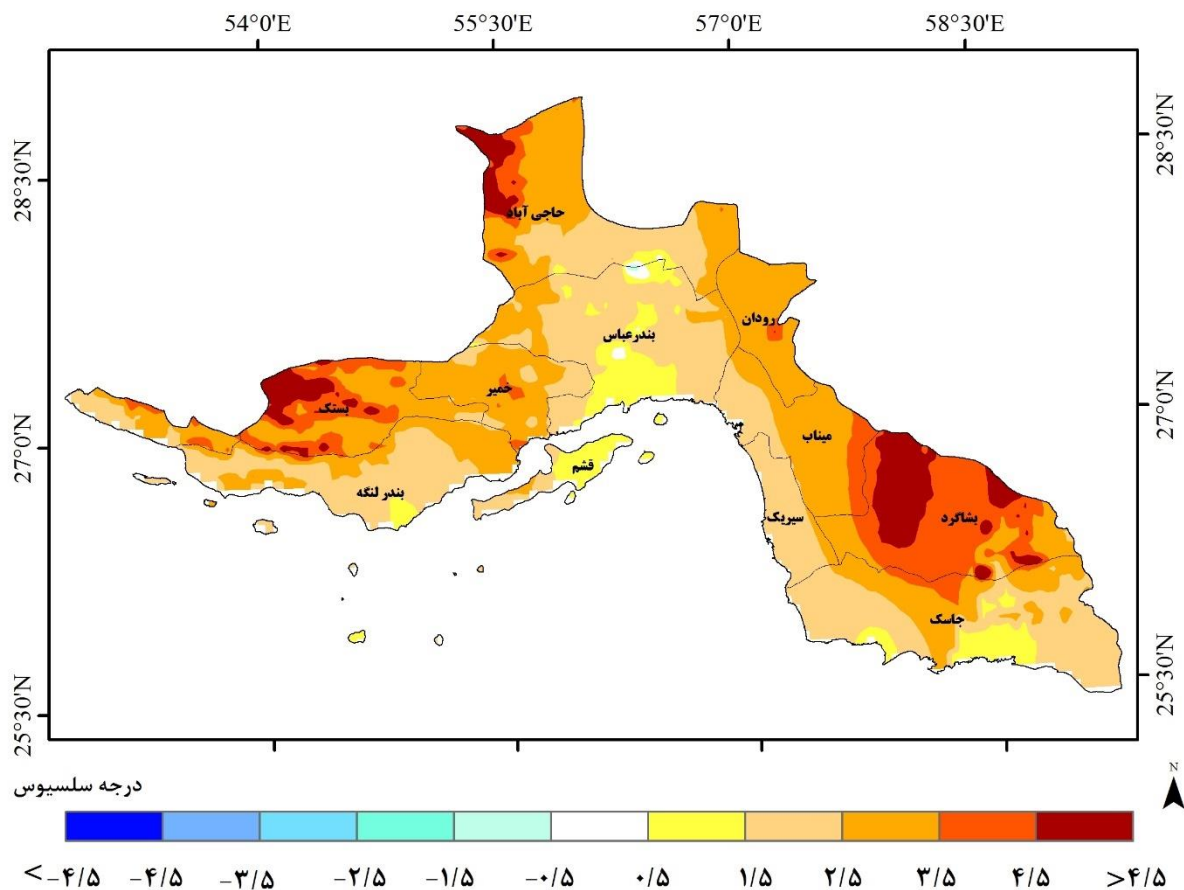 54°0'E 55°30'E 57°0'E 58°30'E
28°30'N
28°30'N
حاجی آباد
رودان
بندرعباس
27°0'N
خمیر
بستک
میناب
27°0'N
قشم
بندر لنگه
سیریک
بشاگرد
جاسک
25°30'N
25°30'N
درجه سلسیوس
N
<-۴/۵ -۴/۵ -۳/۵ -۲/۵ -۱/۵ -۰/۵ ۰/۵ ۱/۵ ۲/۵ ۳/۵ ۴/۵ >۴/۵